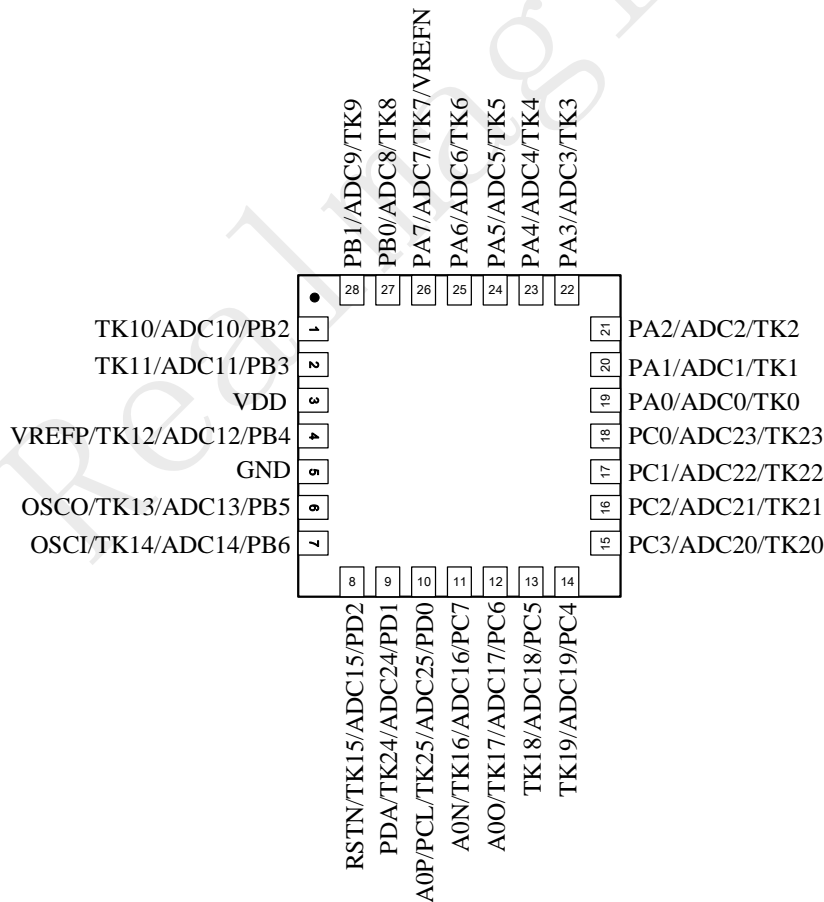 PB1/ADC9/TK9
PB0/ADC8/TK8
PA7/ADC7/TK7/VREFN
PA6/ADC6/TK6
PA5/ADC5/TK5
PA4/ADC4/TK4
PA3/ADC3/TK3
28
27
26
25
24
23
22
TK10/ADC10/PB2
1
TK11/ADC11/PB3
2
VDD
3
VREFP/TK12/ADC12/PB4
4
GND
5
OSCO/TK13/ADC13/PB5
6
OSCI/TK14/ADC14/PB6
7
21
PA2/ADC2/TK2
20
PA1/ADC1/TK1
19
PA0/ADC0/TK0
18
PC0/ADC23/TK23
17
PC1/ADC22/TK22
16
PC2/ADC21/TK21
15
PC3/ADC20/TK20
8
9
10
11
12
13
14
RSTN/TK15/ADC15/PD2
PDA/TK24/ADC24/PD1
A0P/PCL/TK25/ADC25/PD0
A0N/TK16/ADC16/PC7
A0O/TK17/ADC17/PC6
TK18/ADC18/PC5
TK19/ADC19/PC4